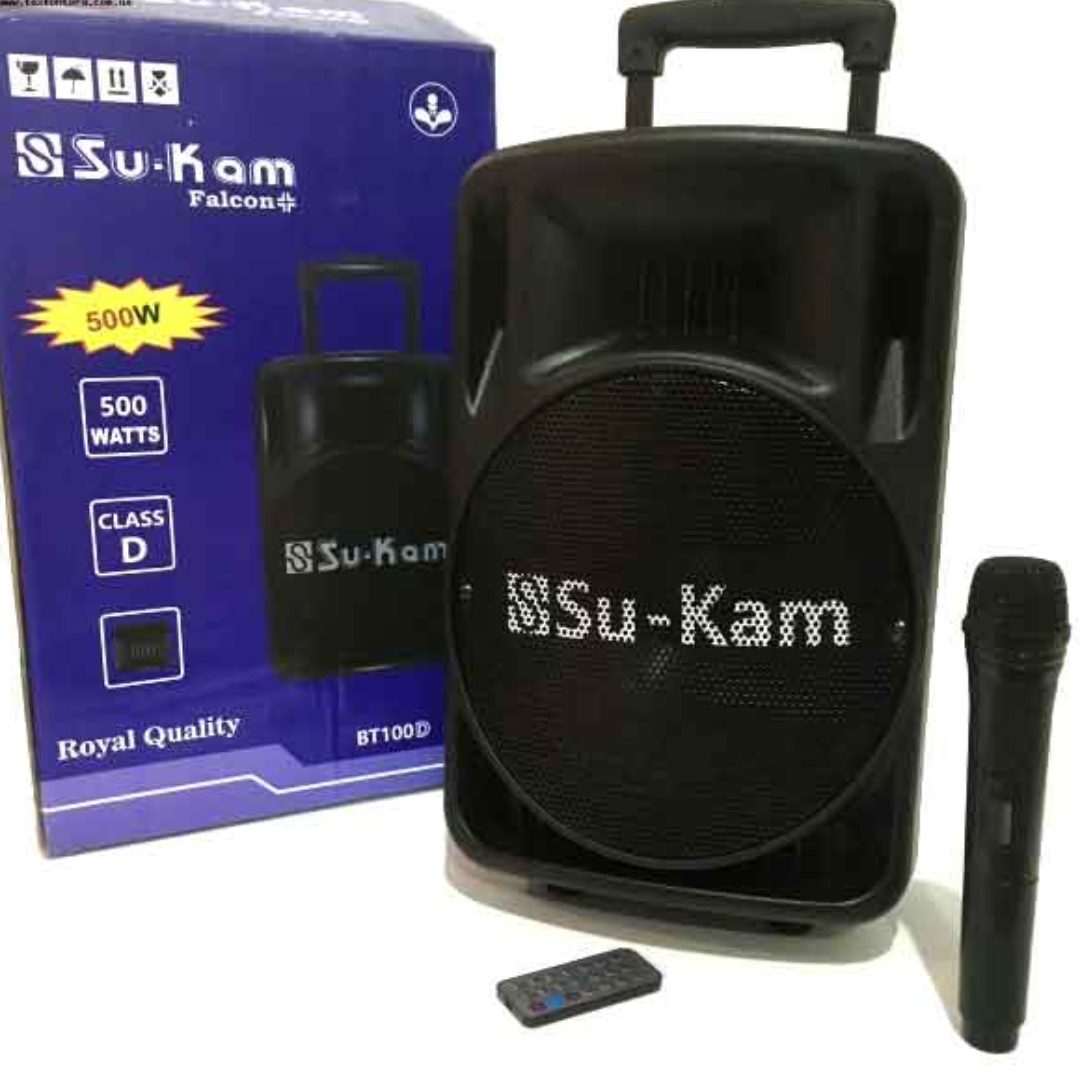 Su-Kam
Falcon
500W
500
WATTS
CLASS
D
Su-Kam
Royal Quality
BT100D
Su-Kam